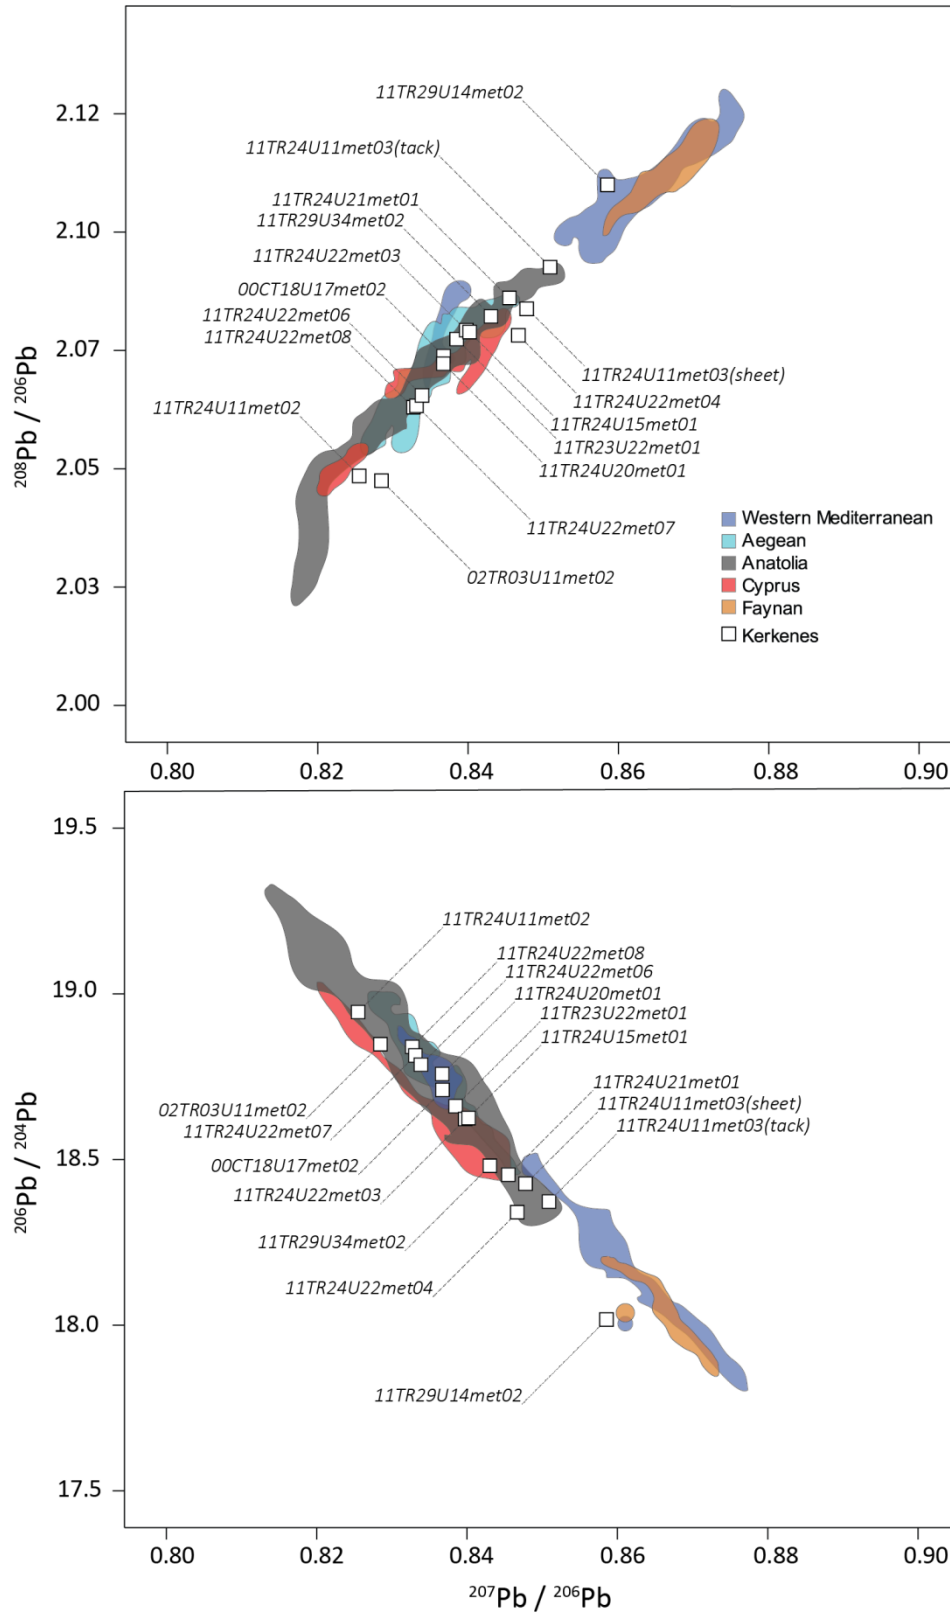 11TR29U14met02
2.12
11TR24U11met03(tack)
11TR24U21met01
11TR29U34met02
2.10
11TR24U22met03
00CT18U17met02
11TR24U22met06
11TR24U22met08
2.07
11TR24U11met03(sheet)
11TR24U22met04
11TR24U11met02
11TR24U15met01
11TR23U22met01
11TR24U20met01
2.05
208Pb / 206Pb
Western Mediterranean
11TR24U22met07
Aegean
Anatolia
02TR03U11met02
Cyprus
2.03
Faynan
Kerkenes
2.00
0.80 0.82 0.84 0.86 0.88 0.90
19.5
11TR24U11met02
11TR24U22met08
11TR24U22met06
19.0
11TR24U20met01
11TR23U22met01
11TR24U15met01
11TR24U21met01
11TR24U11met03(sheet)
02TR03U11met02
11TR24U11met03(tack)
11TR24U22met07
206Pb / 204Pb
00CT18U17met02
18.5
11TR24U22met03
11TR29U34met02
11TR24U22met04
18.0
11TR29U14met02
17.5
0.80 0.82 0.84 0.86 0.88 0.90
207Pb / 206Pb